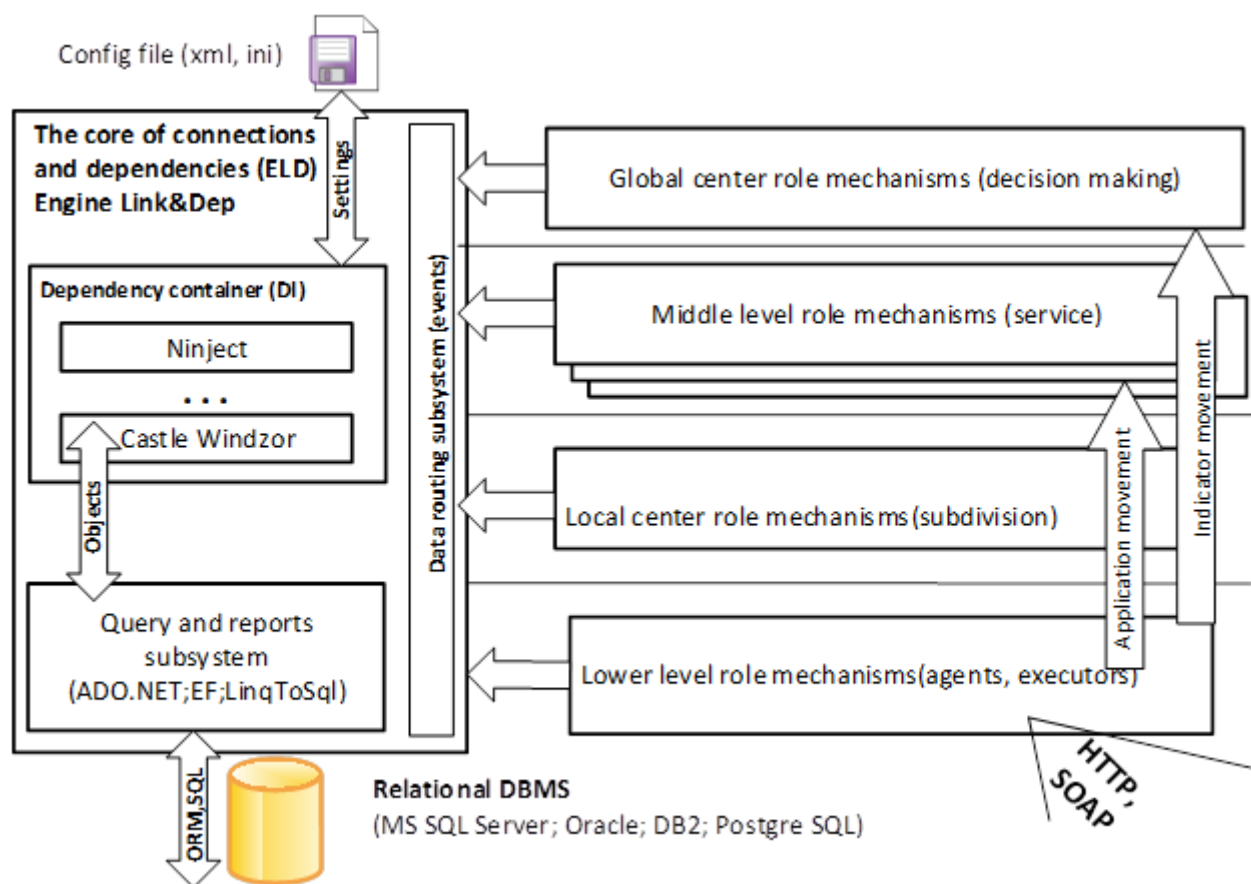 Config file (xml, ini)
Settings
The core of connections
and dependencies (ELD)
Engine Link&Dep
Dependency container (DI)
Ninject
...
Castle Windzor
Objects
Query and reports
subsystem
(ADO.NET;EF;LinqToSql)
ORM,SQL
Data routing subsystem (events)
Global center role mechanisms (decision making)
Middle level role mechanisms (service)
Local center role mechanisms(subdivision)
Lower level role mechanisms(agents, executors)
Application movement
Indicator movement
HTTP,
SOAP
Relational DBMS
(MS SQL Server; Oracle; DB2; Postgre SQL)